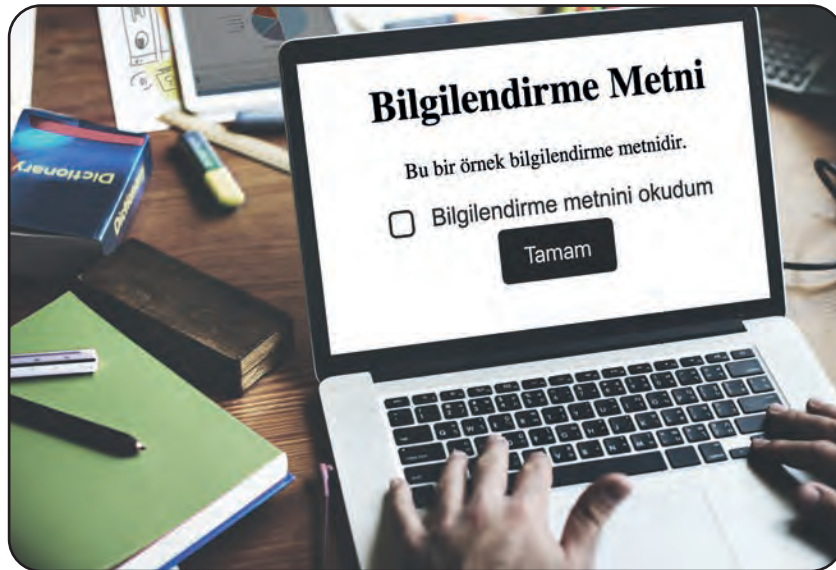 Bilgilendirme Metni
Bu bir örnek bilgilendirme metnidir.
Bilgilendirme metnini okudum
Tamam
Dictionary